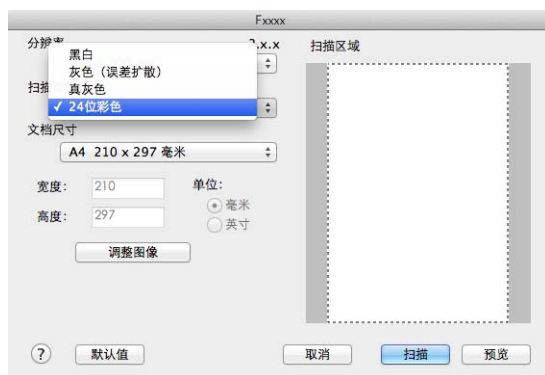 Fxxxx
分辨率
?.x.x
扫描区域
黑白
灰色（误差扩散）
真灰色
扫描
✓ 24位彩色
文档尺寸
A4 210 x 297 毫米
宽度： 210
单位：
毫米
高度： 297
英寸
调整图像
?
默认值
取消
扫描
预览